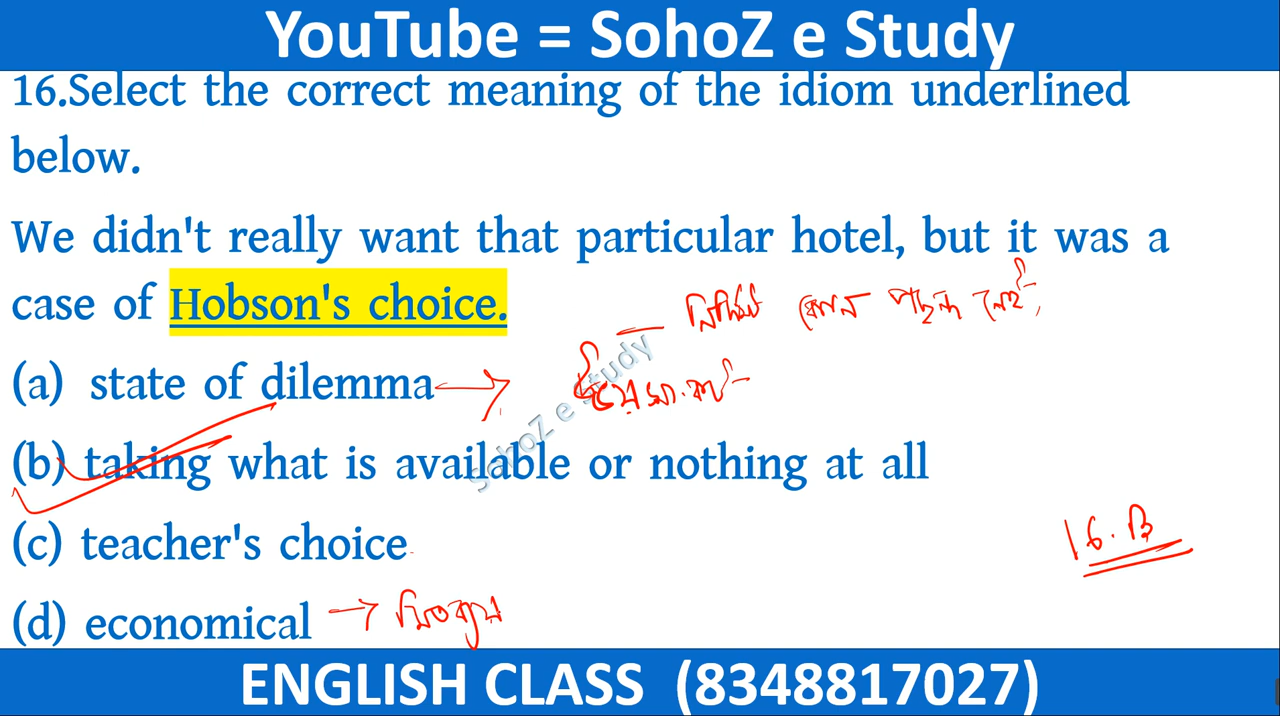 YouTube = SohoZ e Study
16.Select the correct meaning of the idiom underlined
below.
We didn't really want that particular hotel, but it was a
case of Hobson's choice.
(a) state of dilemma
(b) taking what is available or nothing at all
(c) teacher's choice
(d) economical
SohoZ e Study
পছন্দ নেই
16. B
ENGLISH CLASS (8348817027)